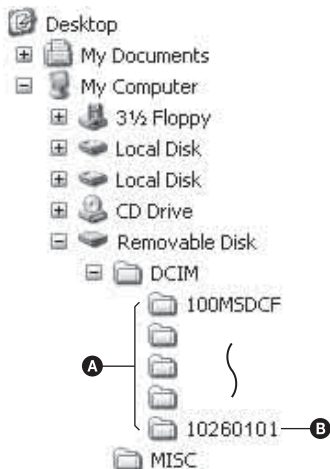 Desktop
My Documents
My Computer
3½ Floppy
Local Disk
Local Disk
CD Drive
Removable Disk
DCIM
100MSDCF
A
10260101 B
MISC